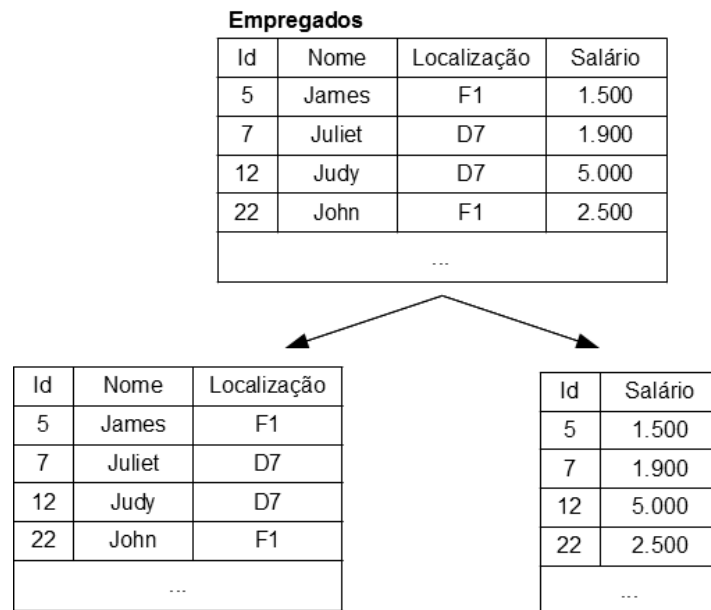 Empregados
Id Nome Localização Salário
5 James F1 1.500
7 Juliet D7 1.900
12 Judy D7 5.000
22 John F1 2.500
...
Id Nome Localização
5 James F1
7 Juliet D7
12 Judy D7
22 John F1
...
Id Salário
5 1.500
7 1.900
12 5.000
22 2.500
...